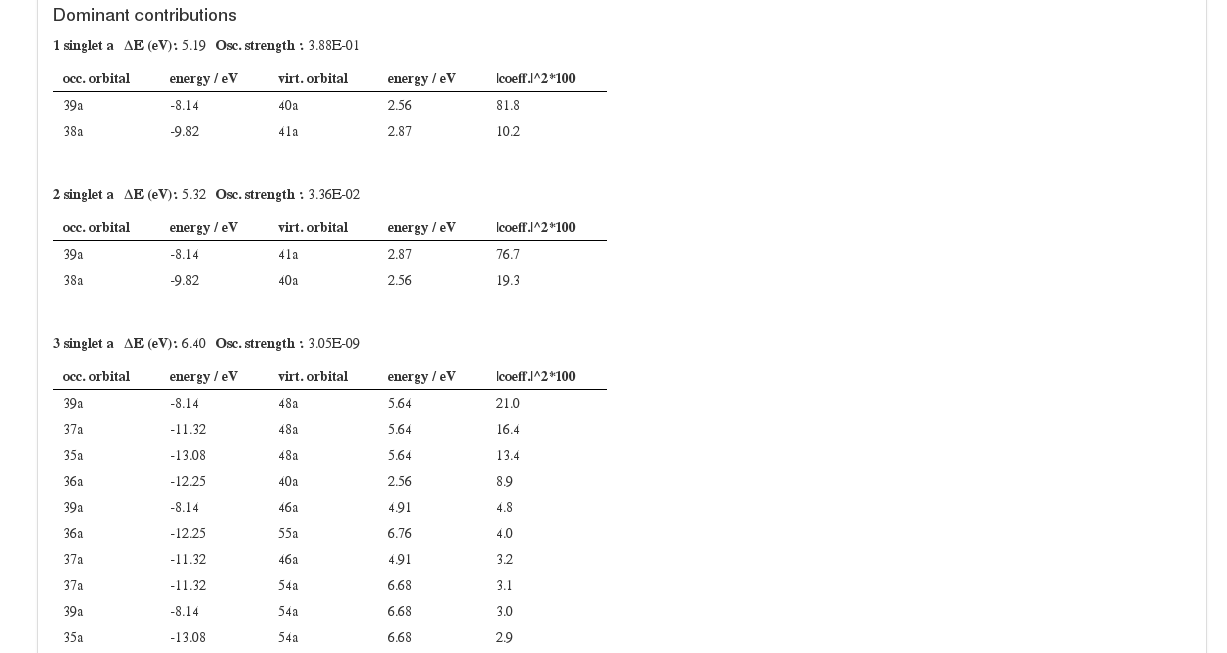 Dominant contributions
1 singlet a ΔE (eV): 5.19 Osc. strength : 3.88E-01
occ. orbital energy / eV virt. orbital energy / eV |coeff.|^2*100
39a -8.14 40a 2.56 81.8
38a -9.82 41a 2.87 10.2
2 singlet a ΔE (eV): 5.32 Osc. strength : 3.36E-02
occ. orbital energy / eV virt. orbital energy / eV |coeff.|^2*100
39a -8.14 41a 2.87 76.7
38a -9.82 40a 2.56 19.3
3 singlet a ΔE (eV): 6.40 Osc. strength : 3.05E-09
occ. orbital energy / eV virt. orbital energy / eV |coeff.|^2*100
39a -8.14 48a 5.64 21.0
37a -11.32 48a 5.64 16.4
35a -13.08 48a 5.64 13.4
36a -12.25 40a 2.56 8.9
39a -8.14 46a 4.91 4.8
36a -12.25 55a 6.76 4.0
37a -11.32 46a 4.91 3.2
37a -11.32 54a 6.68 3.1
39a -8.14 54a 6.68 3.0
35a -13.08 54a 6.68 2.9